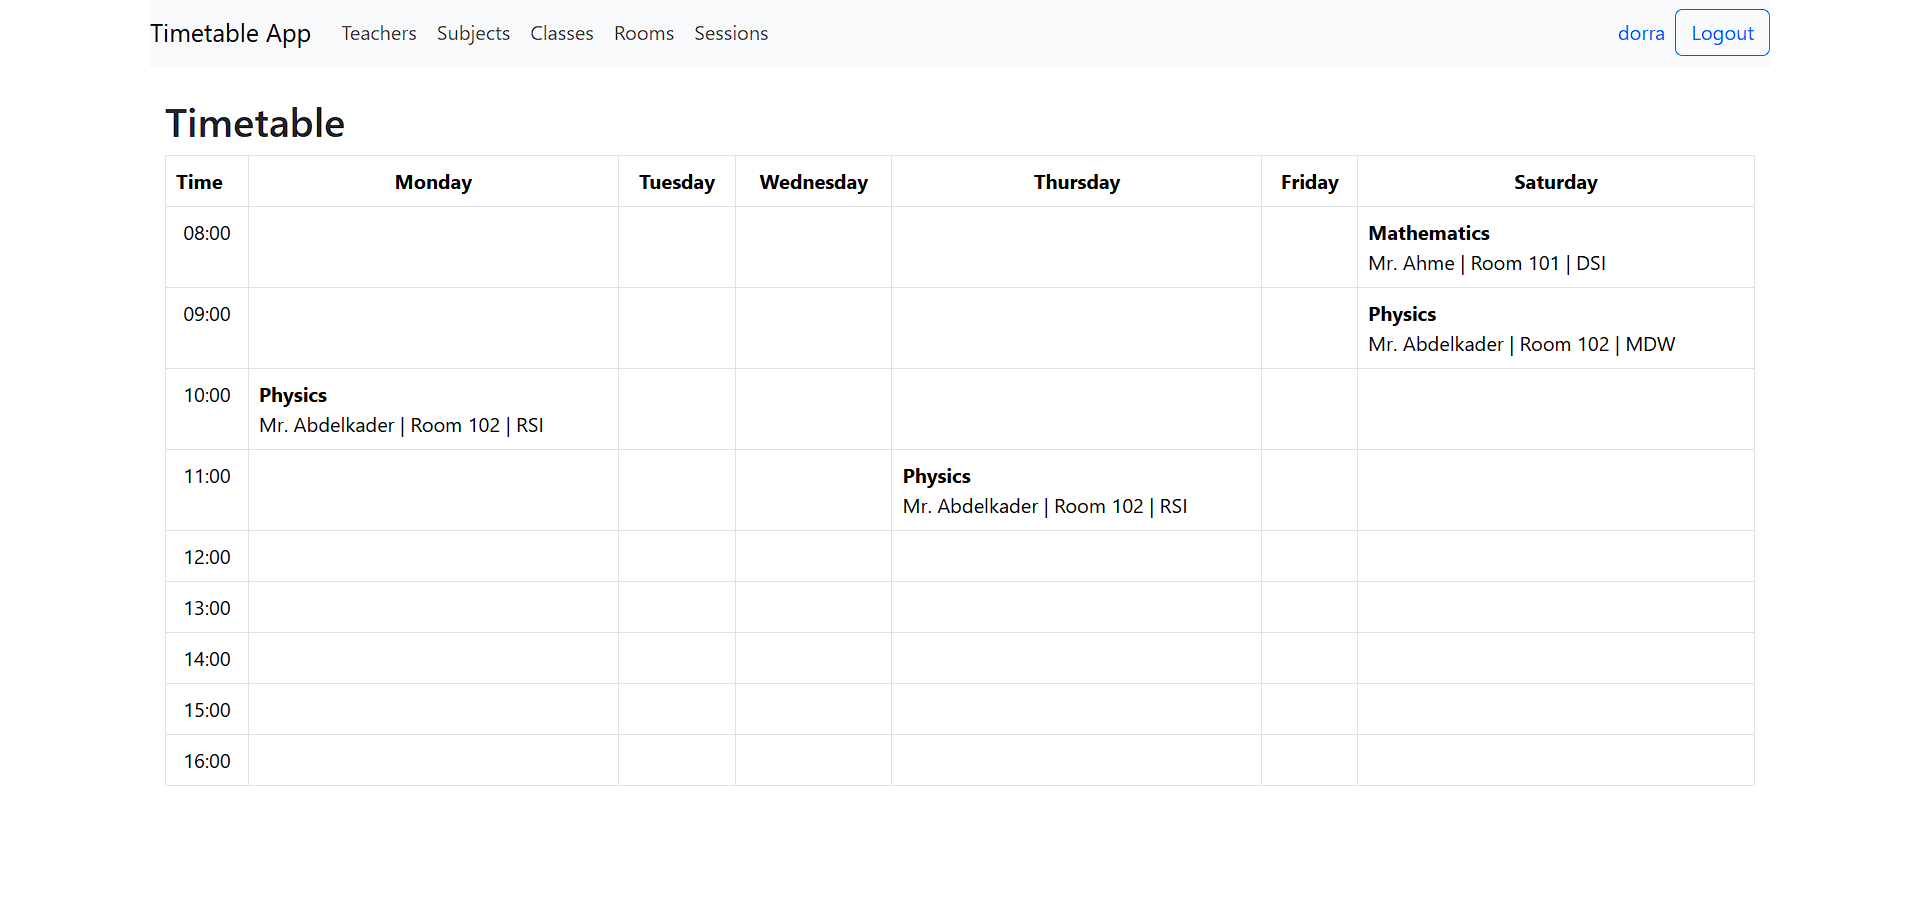 Timetable App Teachers Subjects Classes Rooms Sessions dorra Logout
Timetable
Time Monday Tuesday Wednesday Thursday Friday Saturday
08:00 Mathematics
Mr. Ahme | Room 101 | DSI
09:00 Physics
Mr. Abdelkader | Room 102 | MDW
10:00 Physics
Mr. Abdelkader | Room 102 | RSI
11:00 Physics
Mr. Abdelkader | Room 102 | RSI
12:00
13:00
14:00
15:00
16:00